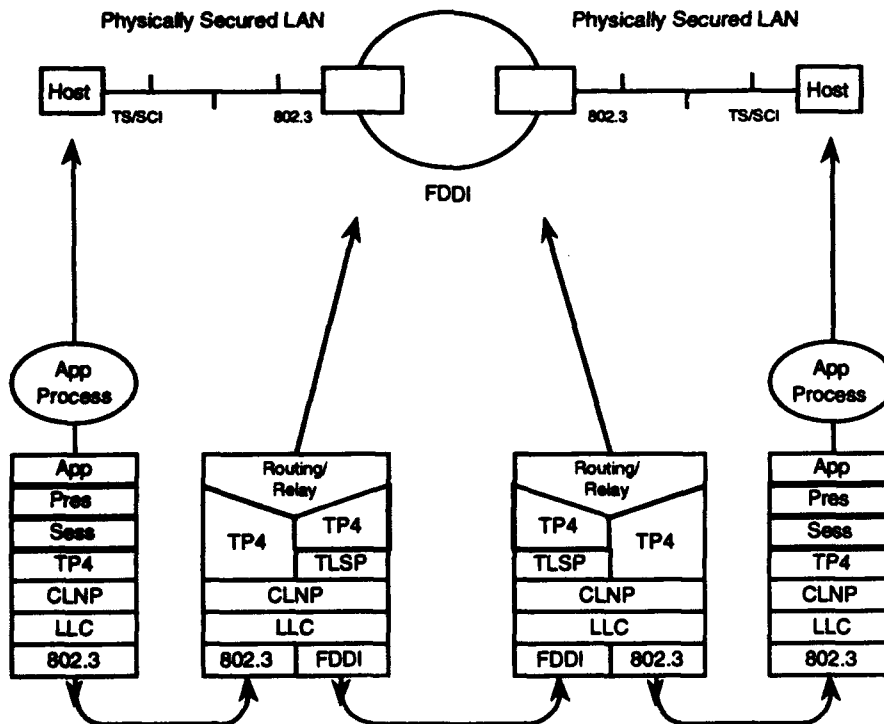 Physically Secured LAN
Physically Secured LAN
Host
TS/SCI
802.3
802.3
TS/SCI
Host
FDDI
App
Process
App
Process
App
Pres
Sess
TP4
CLNP
LLC
802.3
Routing/
Relay
TP4
TP4
TLSP
CLNP
LLC
802.3
FDDI
Routing/
Relay
TP4
TP4
TLSP
CLNP
LLC
FDDI
802.3
App
Pres
Sess
TP4
CLNP
LLC
802.3